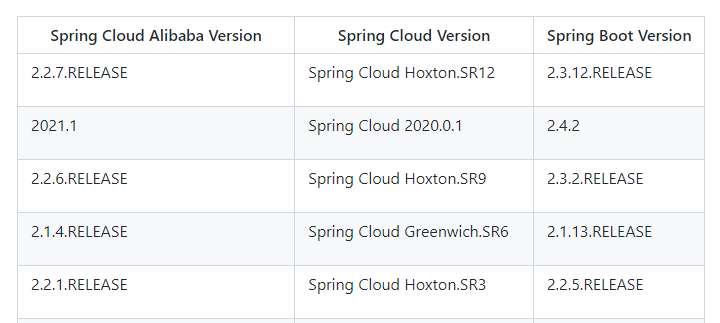 Spring Cloud Alibaba Version Spring Cloud Version Spring Boot Version
2.2.7.RELEASE Spring Cloud Hoxton.SR12 2.3.12.RELEASE
2021.1 Spring Cloud 2020.0.1 2.4.2
2.2.6.RELEASE Spring Cloud Hoxton.SR9 2.3.2.RELEASE
2.1.4.RELEASE Spring Cloud Greenwich.SR6 2.1.13.RELEASE
2.2.1.RELEASE Spring Cloud Hoxton.SR3 2.2.5.RELEASE